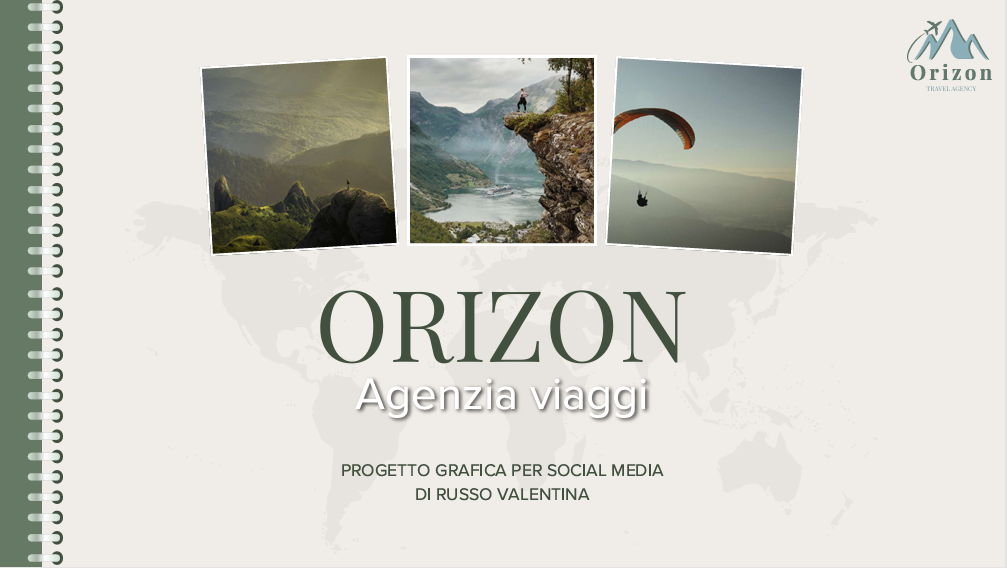 Orizon
TRAVEL AGENCY
ORIZON
Agenzia viaggi
PROGETTO GRAFICA PER SOCIAL MEDIA
DI RUSSO VALENTINA